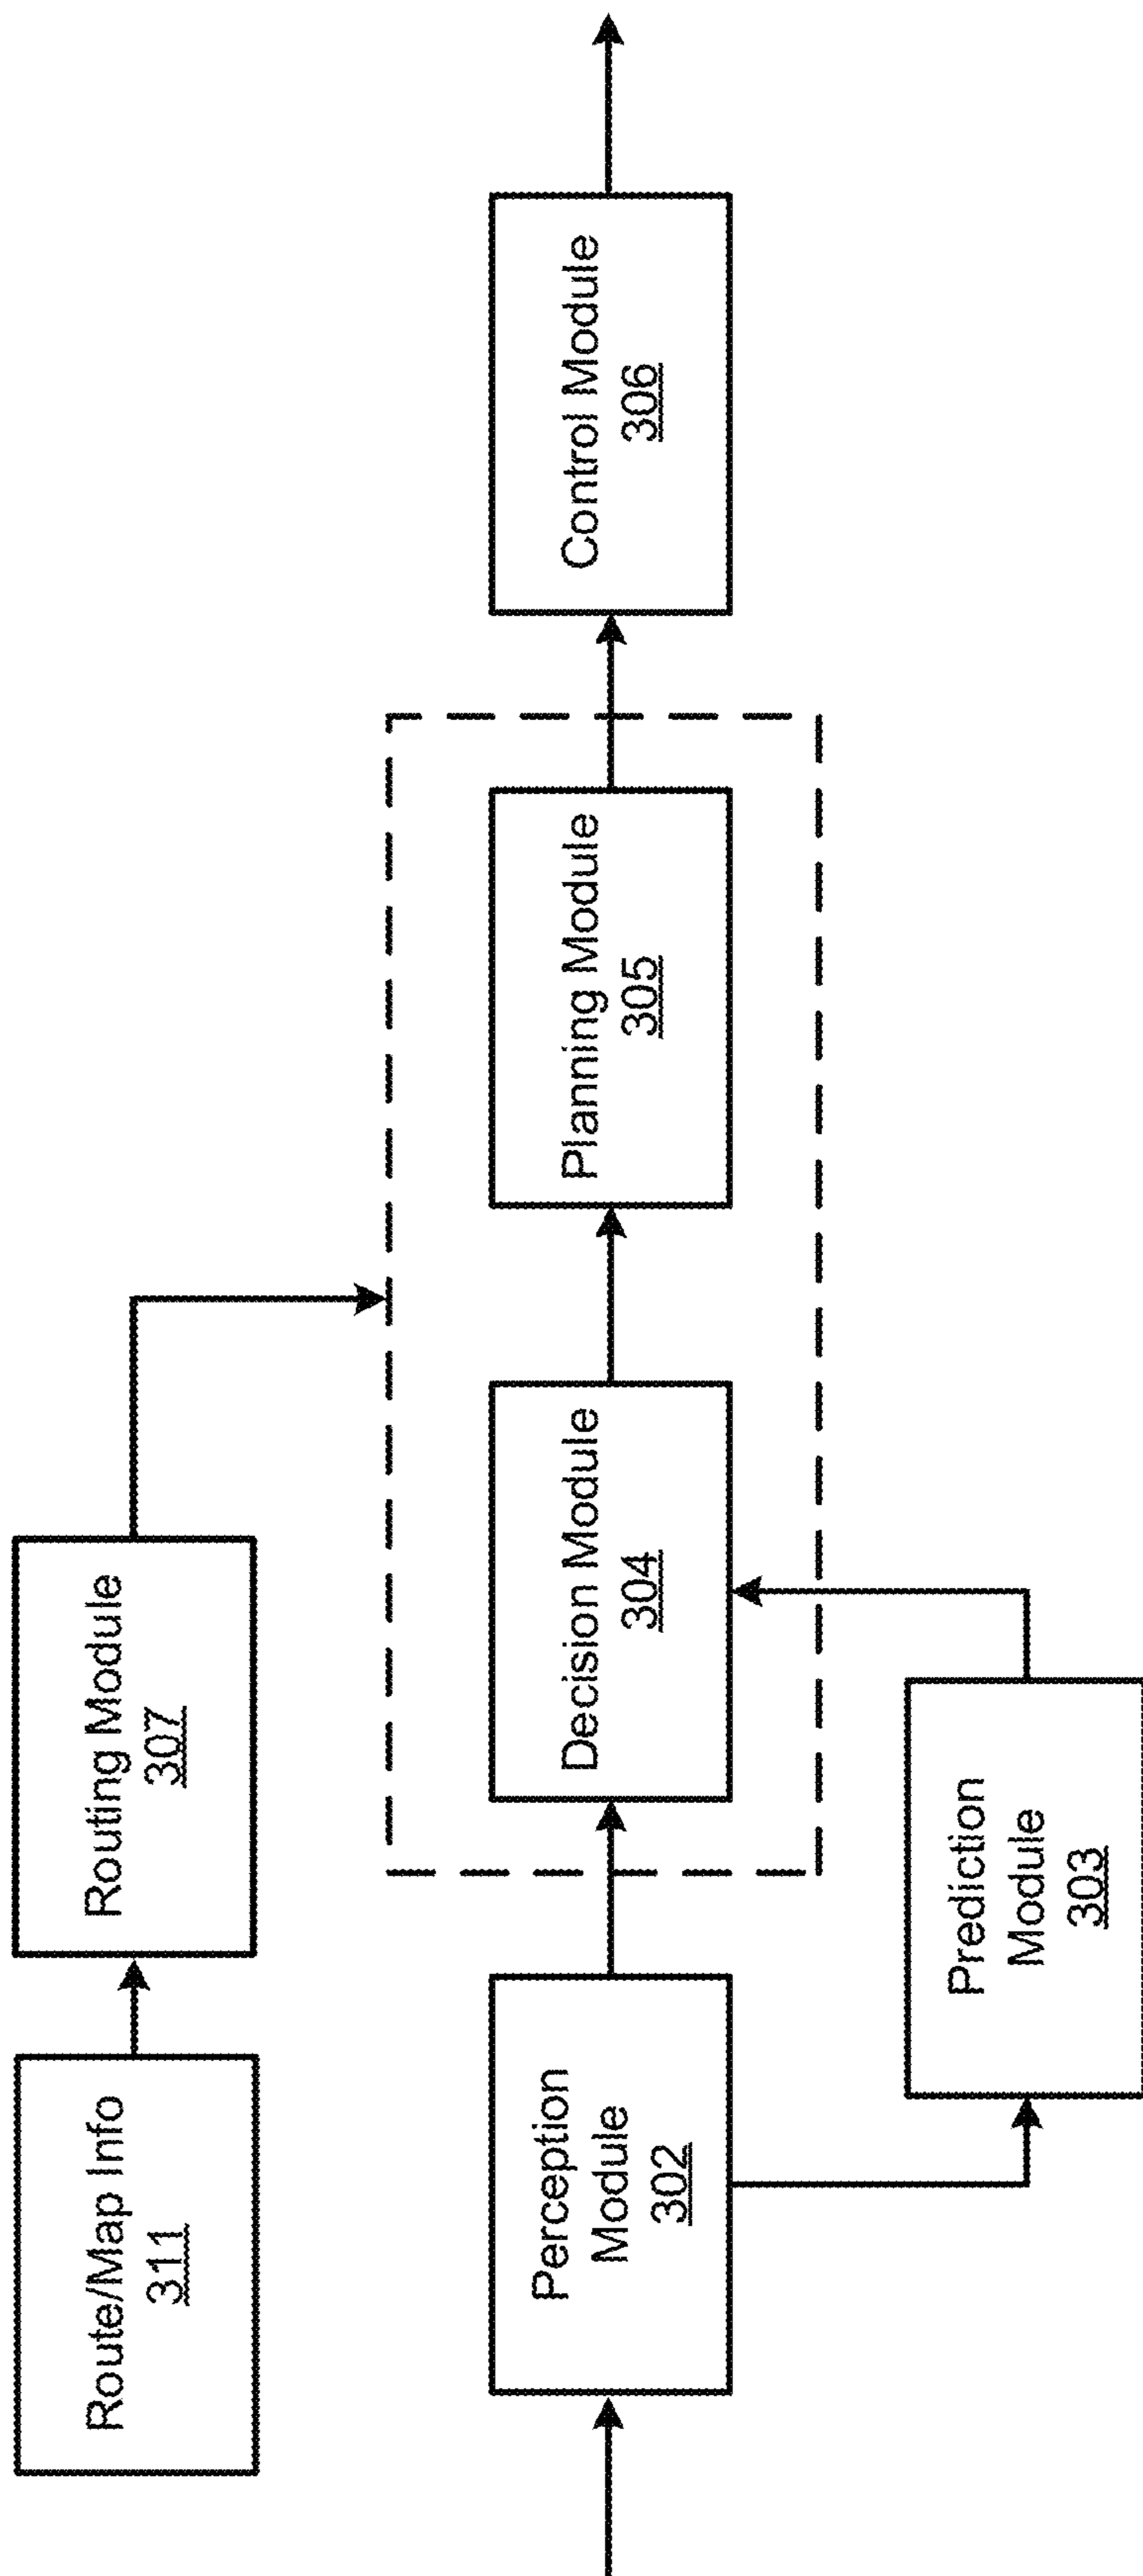 Route/Map Info
311
Routing Module
307
Perception
Module
302
Decision Module
304
Planning Module
305
Control Module
306
Prediction
Module
303